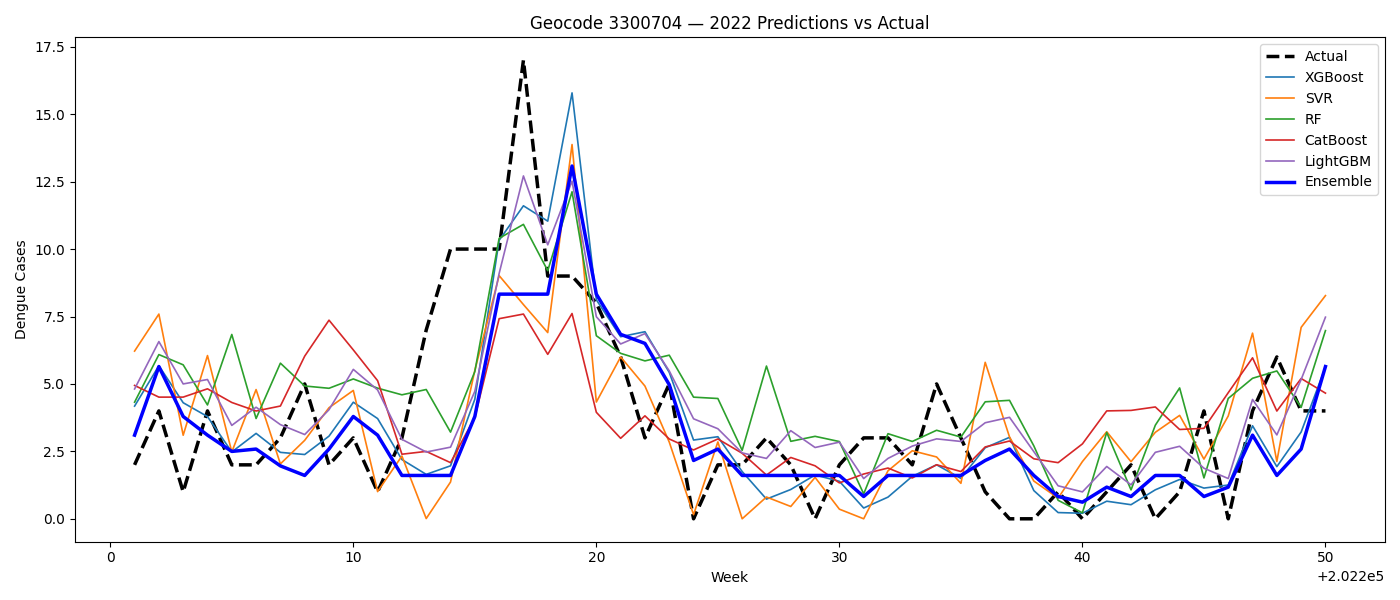 Geocode 3300704 — 2022 Predictions vs Actual
17.5
15.0
12.5
10.0
7.5
5.0
2.5
0.0
Dengue Cases
Actual
XGBoost
SVR
RF
CatBoost
LightGBM
Ensemble
0
10
20
30
40
50
Week
+2.022e5